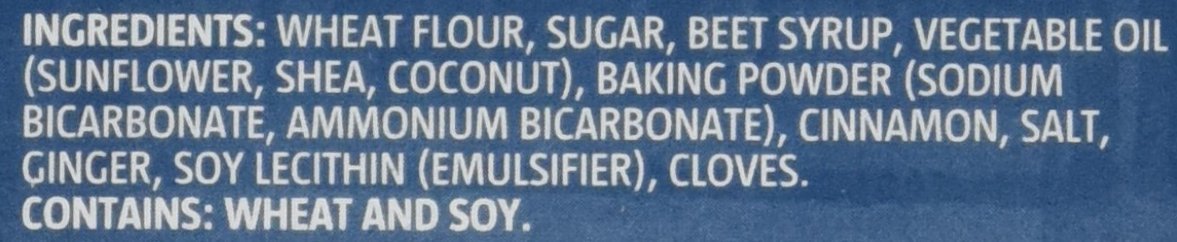 INGREDIENTS: WHEAT FLOUR, SUGAR, BEET SYRUP, VEGETABLE OIL
(SUNFLOWER, SHEA, COCONUT), BAKING POWDER (SODIUM
BICARBONATE, AMMONIUM BICARBONATE), CINNAMON, SALT,
GINGER, SOY LECITHIN (EMULSIFIER), CLOVES.
CONTAINS: WHEAT AND SOY.